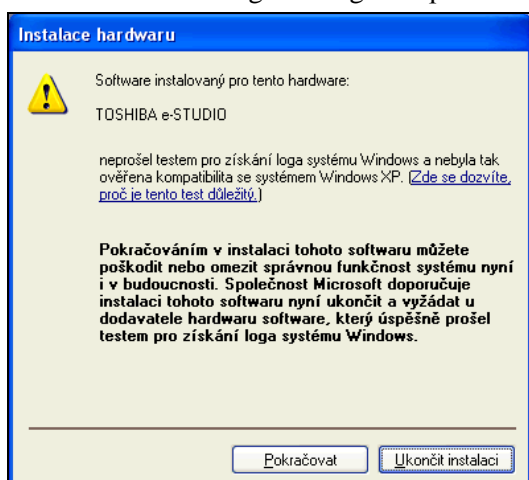 Instalace hardwaru
Software instalovaný pro tento hardware:
TOSHIBA e-STUDIO
neprošel testem pro získání loga systému Windows a nebyla tak
ověřena kompatibilita se systémem Windows XP. (Zde se dozvíte,
proč je tento test důležitý.)
Pokračováním v instalaci tohoto softwaru můžete
poškodit nebo omezit správnou funkčnost systému nyní
i v budoucnosti. Společnost Microsoft doporučuje
instalaci tohoto softwaru nyní ukončit a vyžádat u
dodavatele hardwaru software, který úspěšně prošel
testem pro získání loga systému Windows.
Pokračovat
Ukončit instalaci